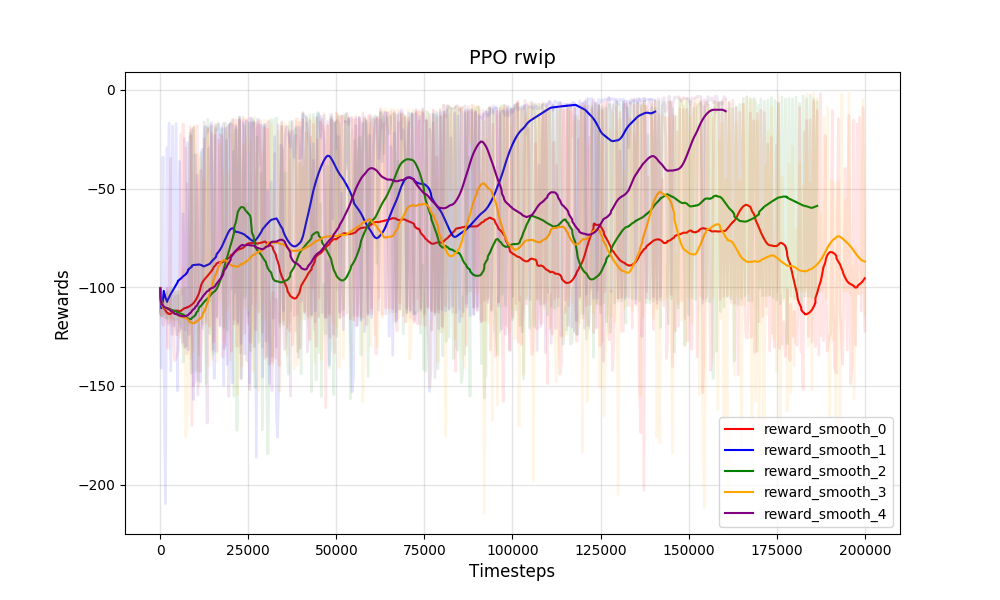 PPO rwip
0
−50
−100
−150
−200
Rewards
reward_smooth_0
reward_smooth_1
reward_smooth_2
reward_smooth_3
reward_smooth_4
0
25000
50000
75000
100000
125000
150000
175000
200000
Timesteps